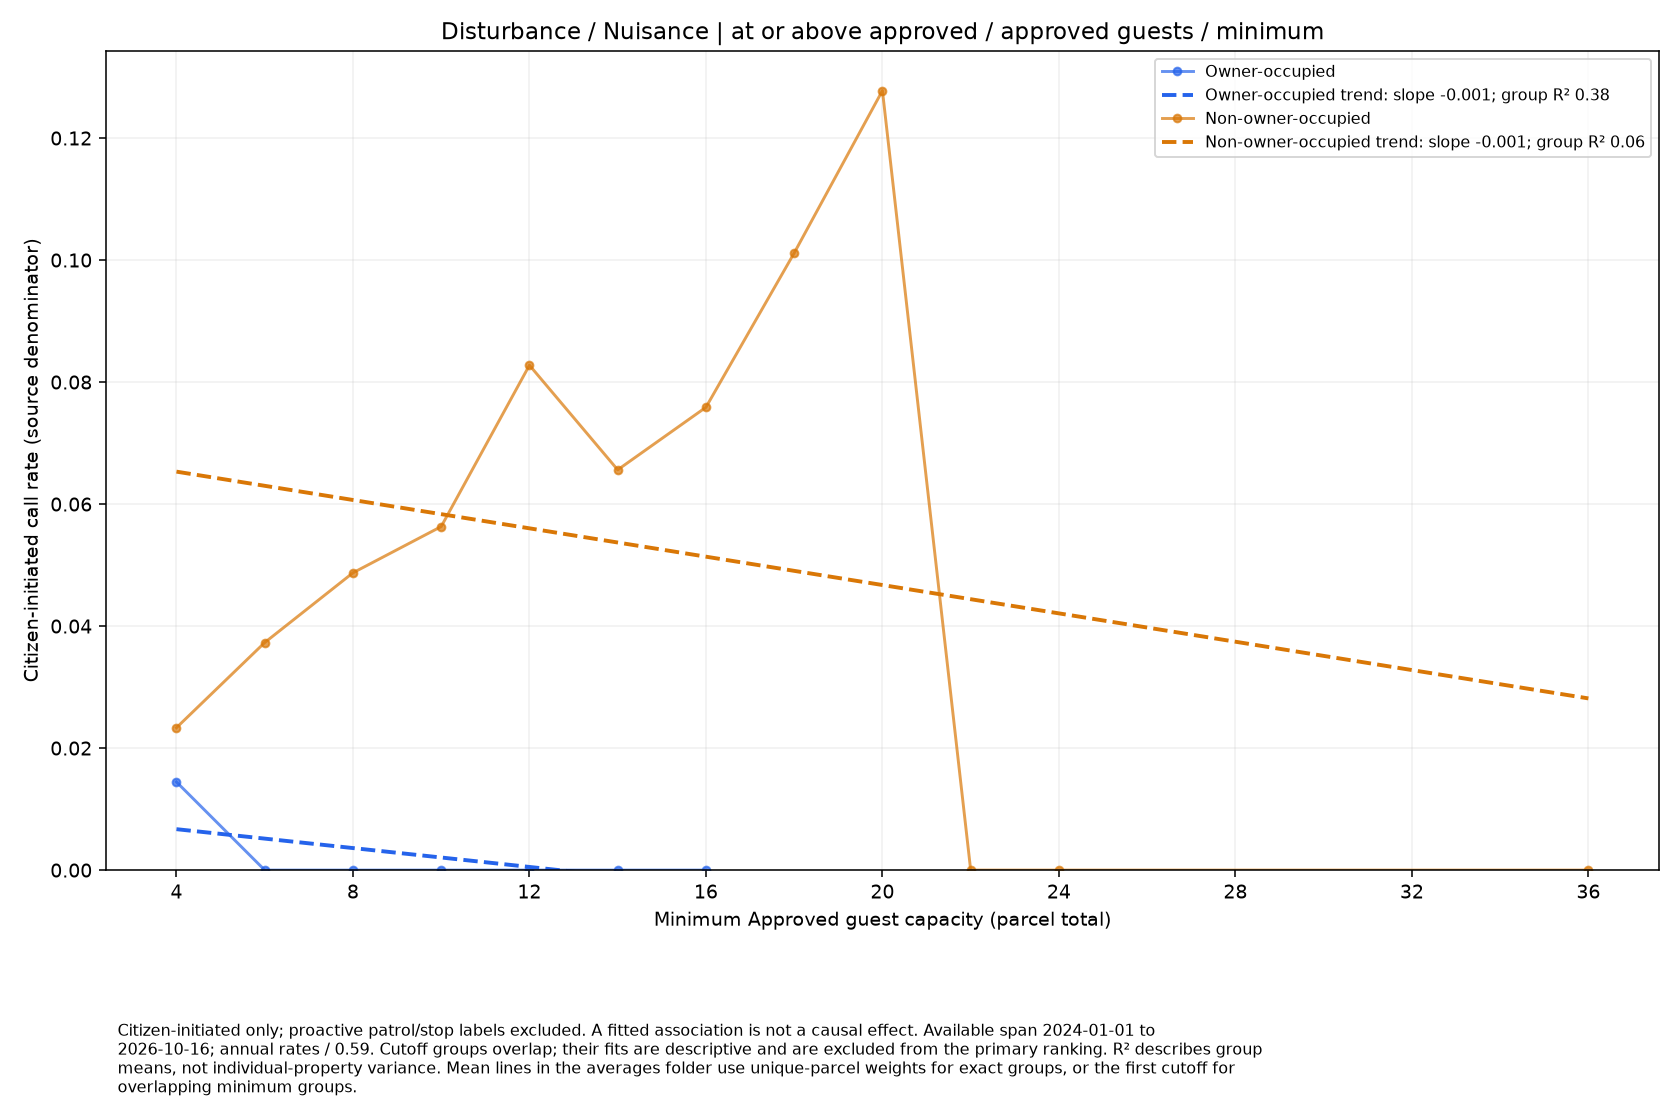 Disturbance / Nuisance | at or above approved / approved guests / minimum
Owner-occupied
Owner-occupied trend: slope -0.001; group R² 0.38
Non-owner-occupied
Non-owner-occupied trend: slope -0.001; group R² 0.06
Citizen-initiated call rate (source denominator)
0.12
0.10
0.08
0.06
0.04
0.02
0.00
4 8 12 16 20 24 28 32 36
Minimum Approved guest capacity (parcel total)
Citizen-initiated only; proactive patrol/stop labels excluded. A fitted association is not a causal effect. Available span 2024-01-01 to
2026-10-16; annual rates / 0.59. Cutoff groups overlap; their fits are descriptive and are excluded from the primary ranking. R² describes group
means, not individual-property variance. Mean lines in the averages folder use unique-parcel weights for exact groups, or the first cutoff for
overlapping minimum groups.